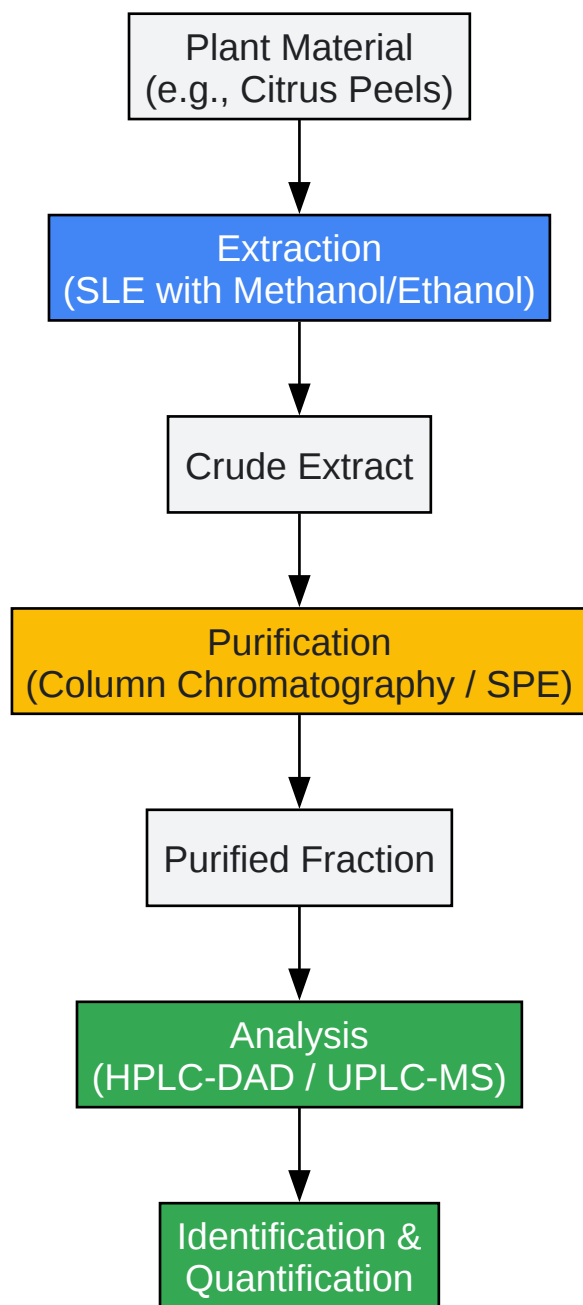 Plant Material
(e.g., Citrus Peels)
Extraction
(SLE with Methanol/Ethanol)
Crude Extract
Purification
(Column Chromatography / SPE)
Purified Fraction
Analysis
(HPLC-DAD / UPLC-MS)
Identification &
Quantification